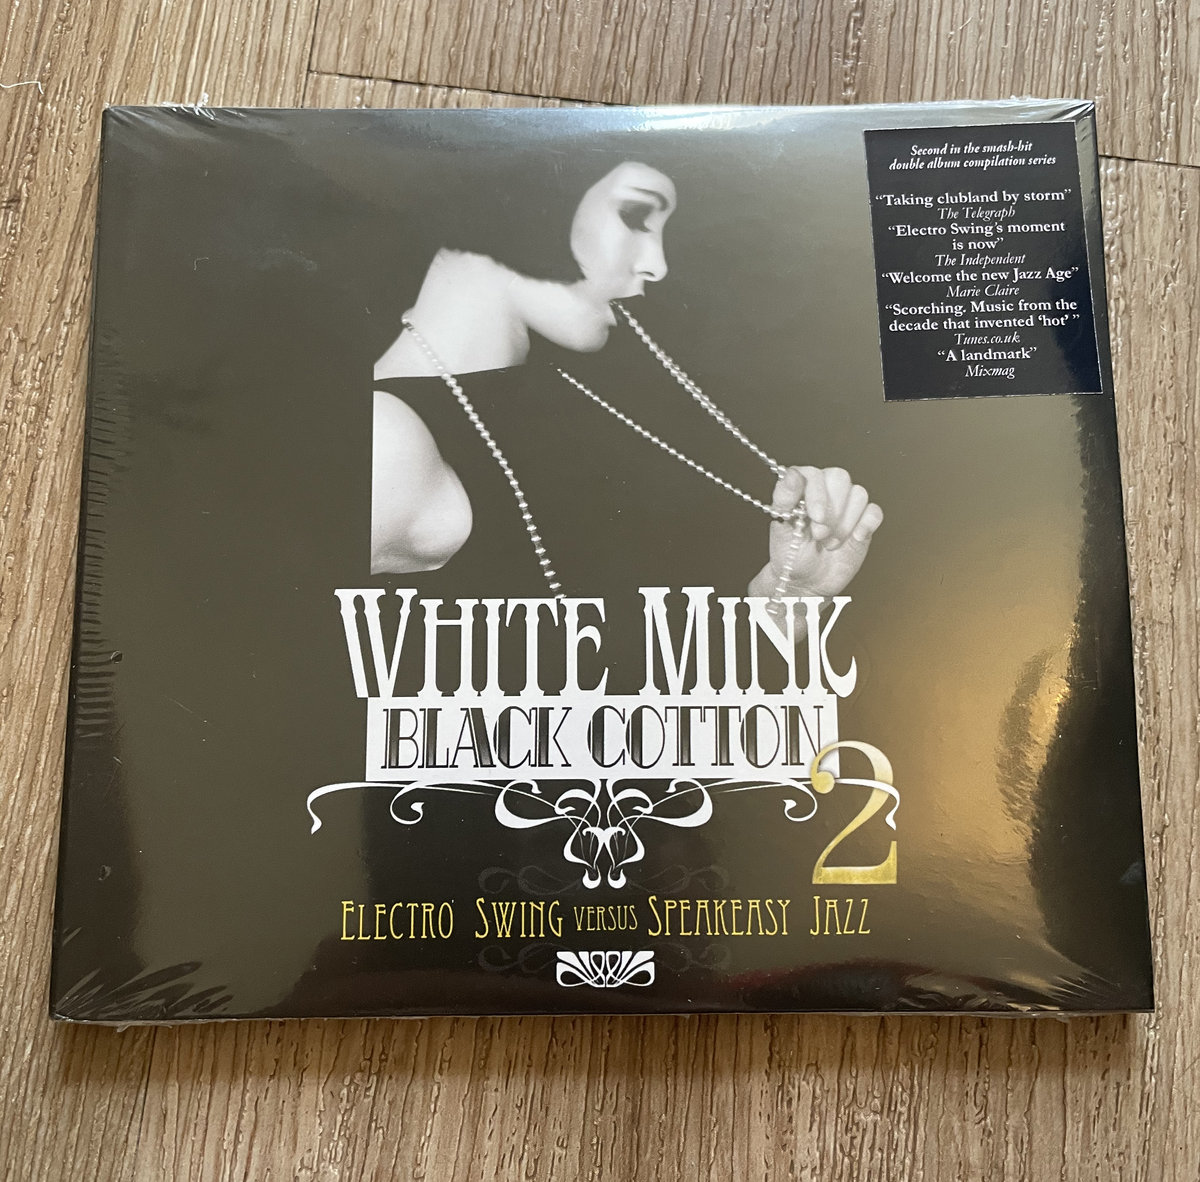 Second in the smash-hit
double album compilation series
“Taking clubland by storm”
The Telegraph
“Electro Swing’s moment
is now”
The Independent
“Welcome the new Jazz Age”
Marie Claire
“Scorching. Music from the
decade that invented ‘hot’ ”
Tunes.co.uk
“A landmark”
Mixmag
WHITE MINK
BLACK COTTON
2
ELECTRO SWING VERSUS SPEAKEASY JAZZ